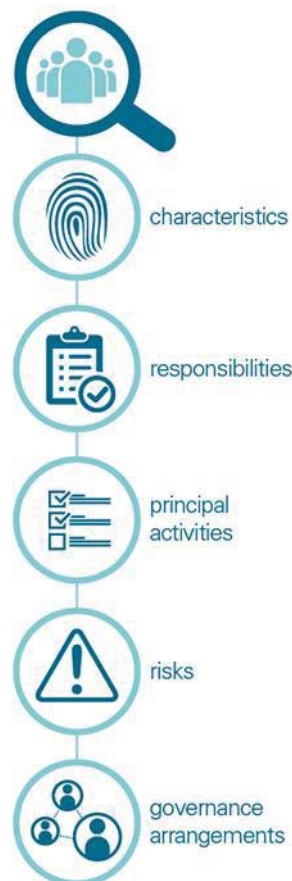 characteristics
responsibilities
principal
activities
risks
governance
arrangements